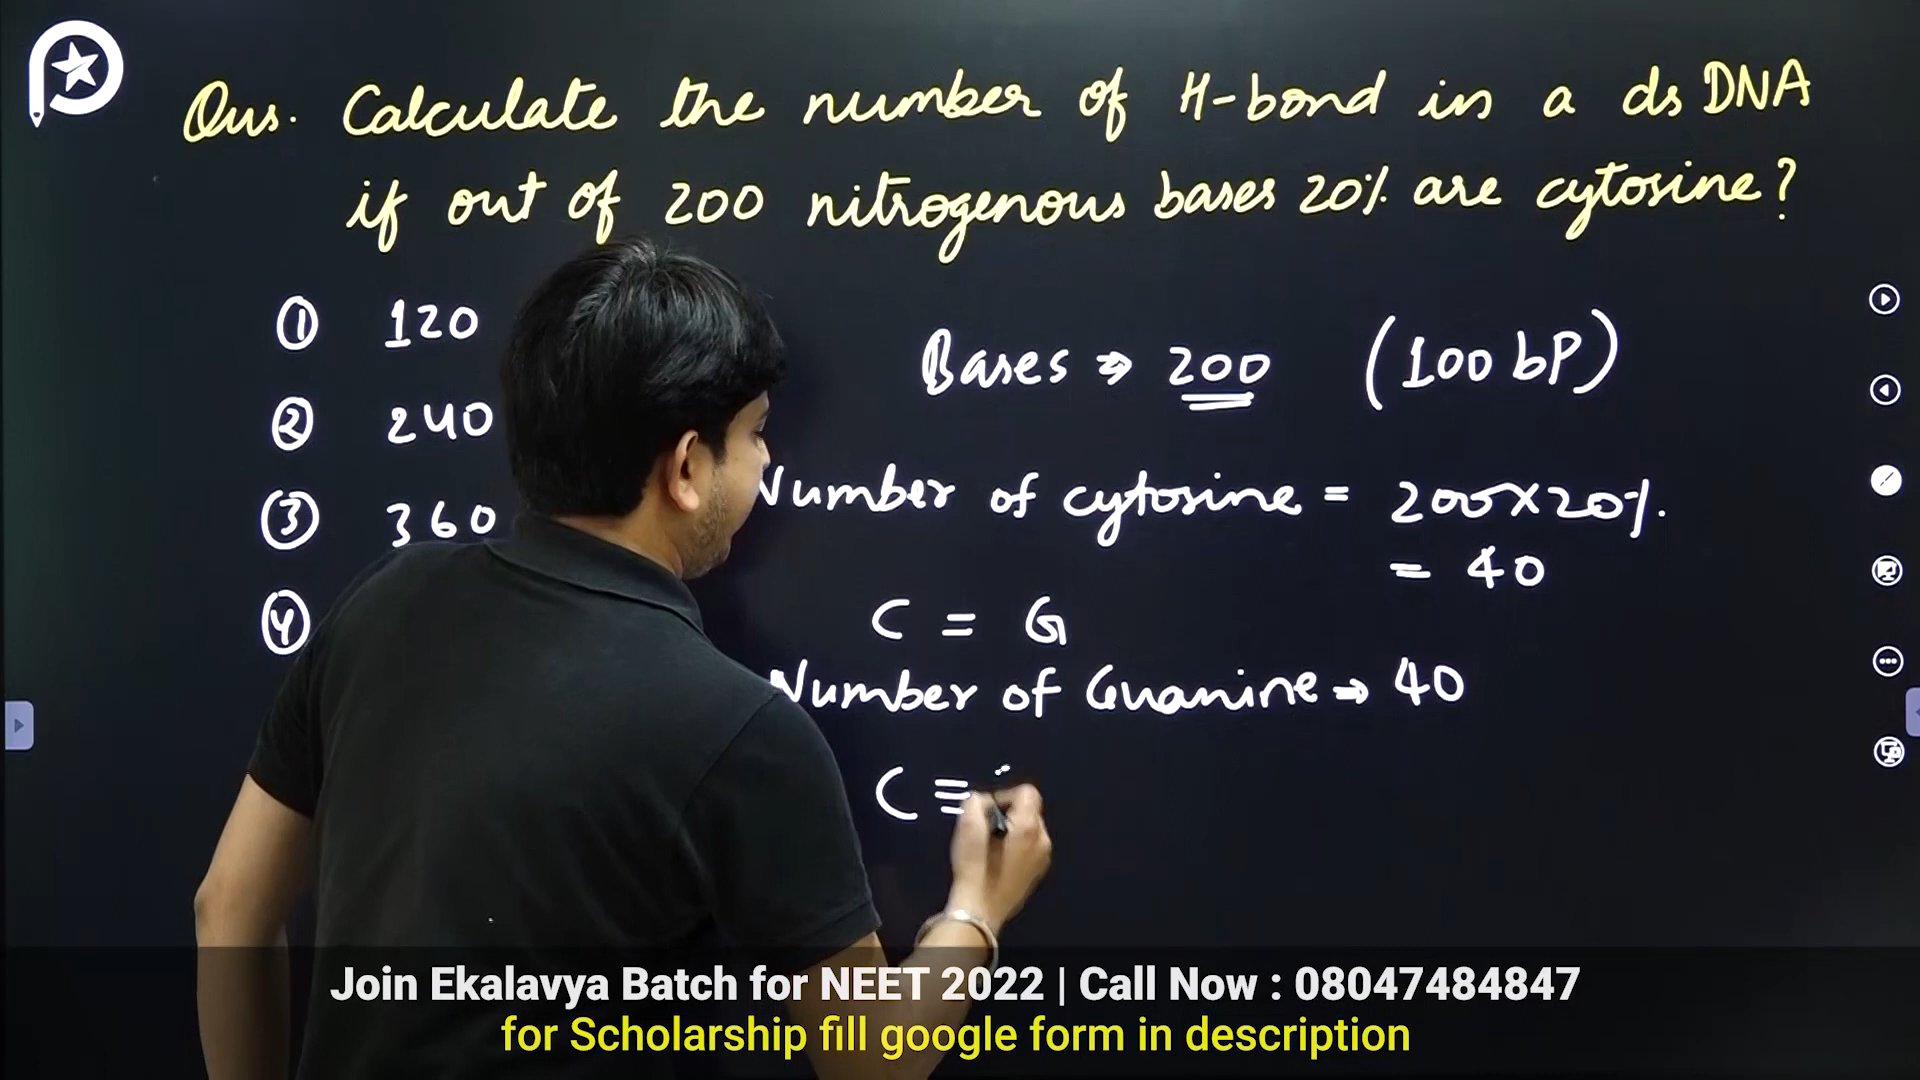 Ques. Calculate the number of H-bond in a ds DNA
if out of 200 nitrogenous bases 20% are cytosine?
① 120
② 240
③ 360
④
Bases ⇒ 200 (100 bP)
Number of cytosine = 200×20%.
= 40
C = G
Number of Guanine ⇒ 40
C ≡
Join Ekalavya Batch for NEET 2022 | Call Now : 08047484847
for Scholarship fill google form in description